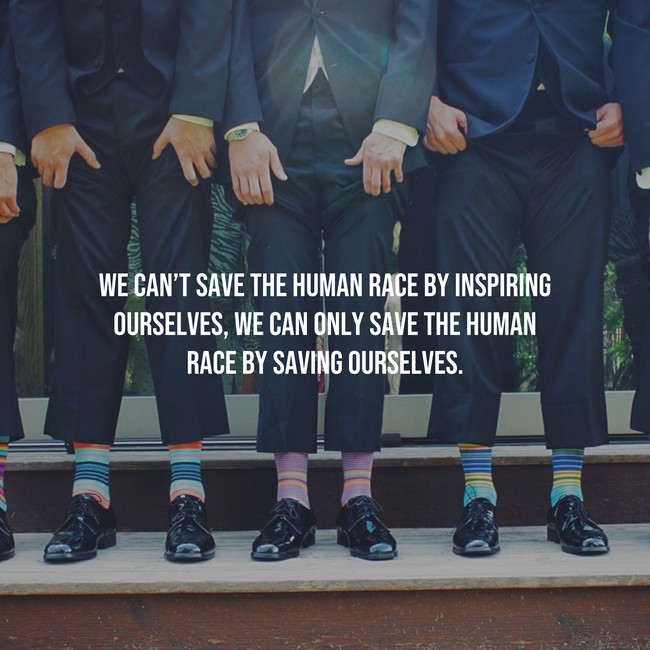 WE CAN’T SAVE THE HUMAN RACE BY INSPIRING
OURSELVES, WE CAN ONLY SAVE THE HUMAN
RACE BY SAVING OURSELVES.